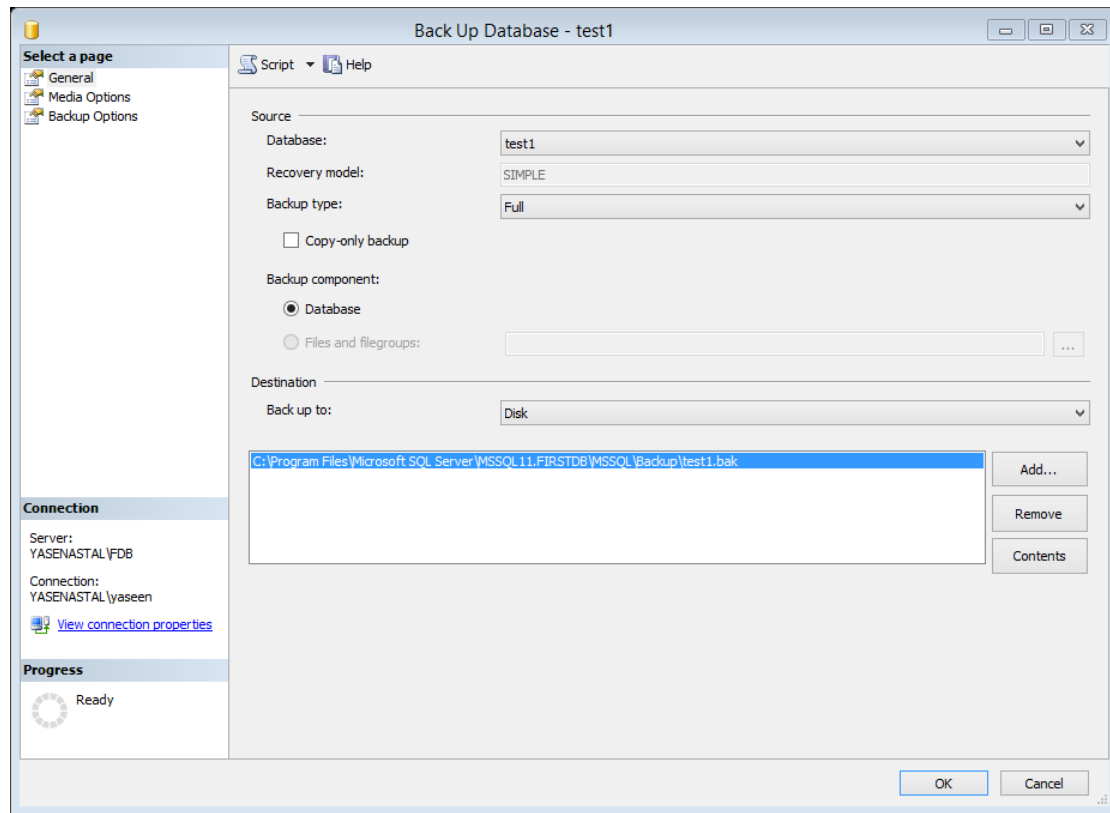 Back Up Database - test1
Select a page
General
Media Options
Backup Options
Script
Help
Source
Database:
test1
Recovery model:
SIMPLE
Backup type:
Full
Copy-only backup
Backup component:
Database
Files and filegroups:
...
Destination
Back up to:
Disk
C:\Program Files\Microsoft SQL Server\MSSQL11.FIRSTDB\MSSQL\Backup\test1.bak
Add...
Remove
Contents
Connection
Server:
YASENASTAL\FDB
Connection:
YASENASTAL\yaseen
View connection properties
Progress
Ready
OK
Cancel